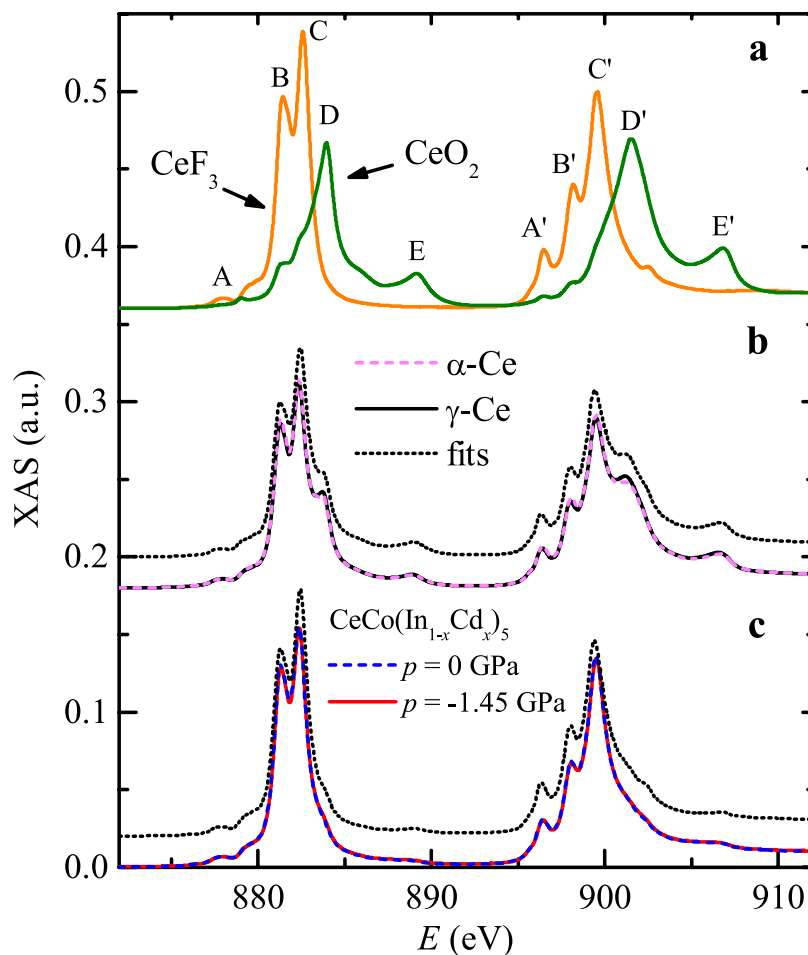 a
C
B
D
CeF3
CeO2
A
E
C'
D'
B'
A'
E'
0.5
0.4
b
α-Ce
γ-Ce
fits
0.3
0.2
XAS (a.u.)
c
CeCo(In1-xCdx)5
p = 0 GPa
p = -1.45 GPa
0.1
0.0
880 890 900 910
E (eV)